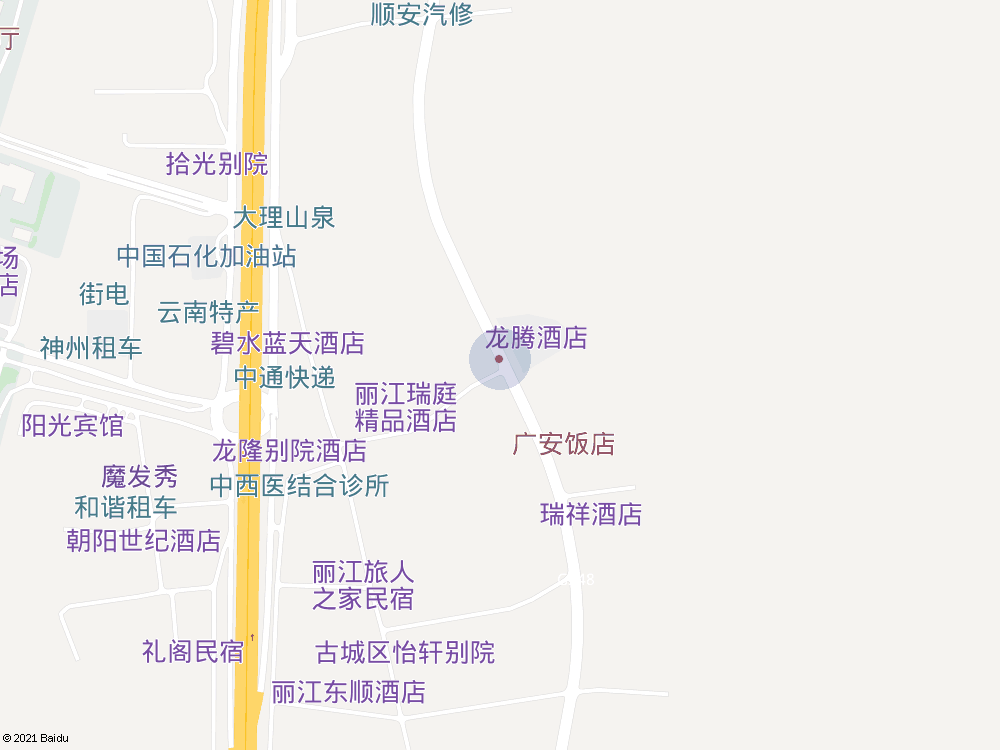 顺安汽修
厅
拾光别院
大理山泉
中国石化加油站
场
店
街电
云南特产
龙腾酒店
碧水蓝天酒店
神州租车
中通快递
丽江瑞庭
精品酒店
阳光宾馆
广安饭店
龙隆别院酒店
魔发秀
中西医结合诊所
和谐租车
瑞祥酒店
朝阳世纪酒店
丽江旅人
之家民宿
礼阁民宿
古城区怡轩别院
丽江东顺酒店
© 2021 Baidu